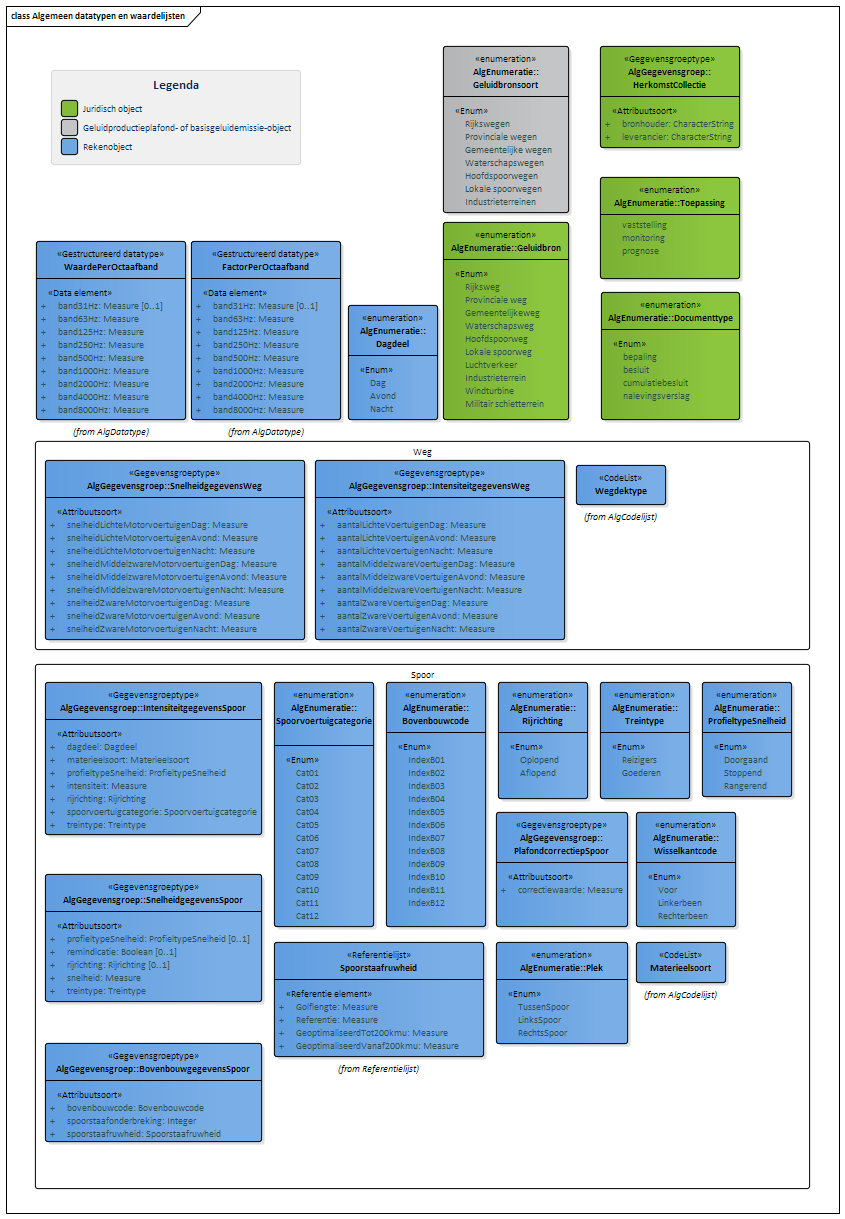 class Algemeen datatypen en waardelijsten
Legenda
Juridisch object
Geluidproductieplafond- of basisgeluidemissie-object
Rekenobject
«enumeration»
AlgEnumeratie::
Geluidbronsoort
«Enum»
Rijkswegen
Provinciale wegen
Gemeentelijke wegen
Waterschapswegen
Hoofdspoorwegen
Lokale spoorwegen
Industrieterreinen
«Gegevensgroeptype»
AlgGegevensgroep::
HerkomstCollectie
«Attribuutsoort»
+ bronhouder: CharacterString
+ leverancier: CharacterString
«enumeration»
AlgEnumeratie::Toepassing
vaststelling
monitoring
prognose
«Gestructureerd datatype»
WaardePerOctaafband
«Data element»
+ band31Hz: Measure [0..1]
+ band63Hz: Measure
+ band125Hz: Measure
+ band250Hz: Measure
+ band500Hz: Measure
+ band1000Hz: Measure
+ band2000Hz: Measure
+ band4000Hz: Measure
+ band8000Hz: Measure
(from AlgDatatype)
«Gestructureerd datatype»
FactorPerOctaafband
«Data element»
+ band31Hz: Measure [0..1]
+ band63Hz: Measure
+ band125Hz: Measure
+ band250Hz: Measure
+ band500Hz: Measure
+ band1000Hz: Measure
+ band2000Hz: Measure
+ band4000Hz: Measure
+ band8000Hz: Measure
(from AlgDatatype)
«enumeration»
AlgEnumeratie::
Dagdeel
«Enum»
Dag
Avond
Nacht
«enumeration»
AlgEnumeratie::Geluidbron
«Enum»
Rijksweg
Provinciale weg
Gemeentelijkeweg
Waterschapsweg
Hoofdspoorweg
Lokale spoorweg
Luchtverkeer
Industrieterrein
Windturbine
Militair schietterrein
«enumeration»
AlgEnumeratie::Documenttype
«Enum»
bepaling
besluit
cumulatiebesluit
nalevingsverslag
Weg
«Gegevensgroeptype»
AlgGegevensgroep::SnelheidgegevensWeg
«Attribuutsoort»
+ snelheidLichteMotorvoertuigenDag: Measure
+ snelheidLichteMotorvoertuigenAvond: Measure
+ snelheidLichteMotorvoertuigenNacht: Measure
+ snelheidMiddelzwareMotorvoertuigenDag: Measure
+ snelheidMiddelzwareMotorvoertuigenAvond: Measure
+ snelheidMiddelzwareMotorvoertuigenNacht: Measure
+ snelheidZwareMotorvoertuigenDag: Measure
+ snelheidZwareMotorvoertuigenAvond: Measure
+ snelheidZwareMotorvoertuigenNacht: Measure
«Gegevensgroeptype»
AlgGegevensgroep::IntensiteitgegevensWeg
«Attribuutsoort»
+ aantalLichteVoertuigenDag: Measure
+ aantalLichteVoertuigenAvond: Measure
+ aantalLichteVoertuigenNacht: Measure
+ aantalMiddelzwareVoertuigenDag: Measure
+ aantalMiddelzwareVoertuigenAvond: Measure
+ aantalMiddelzwareVoertuigenNacht: Measure
+ aantalZwareVoertuigenDag: Measure
+ aantalZwareVoertuigenAvond: Measure
+ aantalZwareVoertuigenNacht: Measure
«CodeList»
Wegdektype
(from AlgCodelijst)
Spoor
«Gegevensgroeptype»
AlgGegevensgroep::IntensiteitgegevensSpoor
«Attribuutsoort»
+ dagdeel: Dagdeel
+ materieelsoort: Materieelsoort
+ profieltypeSnelheid: ProfieltypeSnelheid
+ intensiteit: Measure
+ rijrichting: Rijrichting
+ spoorvoertuigcategorie: Spoorvoertuigcategorie
+ treintype: Treintype
«enumeration»
AlgEnumeratie::
Spoorvoertuigcategorie
«Enum»
Cat01
Cat02
Cat03
Cat04
Cat05
Cat06
Cat07
Cat08
Cat09
Cat10
Cat11
Cat12
«enumeration»
AlgEnumeratie::
Bovenbouwcode
«Enum»
IndexB01
IndexB02
IndexB03
IndexB04
IndexB05
IndexB06
IndexB07
IndexB08
IndexB09
IndexB10
IndexB11
IndexB12
«enumeration»
AlgEnumeratie::
Rijrichting
«Enum»
Oplopend
Aflopend
«enumeration»
AlgEnumeratie::
Treintype
«Enum»
Reizigers
Goederen
«enumeration»
AlgEnumeratie::
ProfieltypeSnelheid
«Enum»
Doorgaand
Stoppend
Rangerend
«Gegevensgroeptype»
AlgGegevensgroep::
PlafondcorrectiepSpoor
«Attribuutsoort»
+ correctiewaarde: Measure
«enumeration»
AlgEnumeratie::
Wisselkantcode
«Enum»
Voor
Linkerbeen
Rechterbeen
«Gegevensgroeptype»
AlgGegevensgroep::SnelheidgegevensSpoor
«Attribuutsoort»
+ profieltypeSnelheid: ProfieltypeSnelheid [0..1]
+ remindicatie: Boolean [0..1]
+ rijrichting: Rijrichting [0..1]
+ snelheid: Measure
+ treintype: Treintype
«Referentielijst»
Spoorstaafruwheid
«Referentie element»
+ Golflengte: Measure
+ Referentie: Measure
+ GeoptimaliseerdTot200kmu: Measure
+ GeoptimaliseerdVanaf200kmu: Measure
(from Referentielijst)
«enumeration»
AlgEnumeratie::Plek
«Enum»
TussenSpoor
LinksSpoor
RechtsSpoor
«CodeList»
Materieelsoort
(from AlgCodelijst)
«Gegevensgroeptype»
AlgGegevensgroep::BovenbouwgegevensSpoor
«Attribuutsoort»
+ bovenbouwcode: Bovenbouwcode
+ spoorstaafonderbreking: Integer
+ spoorstaafruwheid: Spoorstaafruwheid